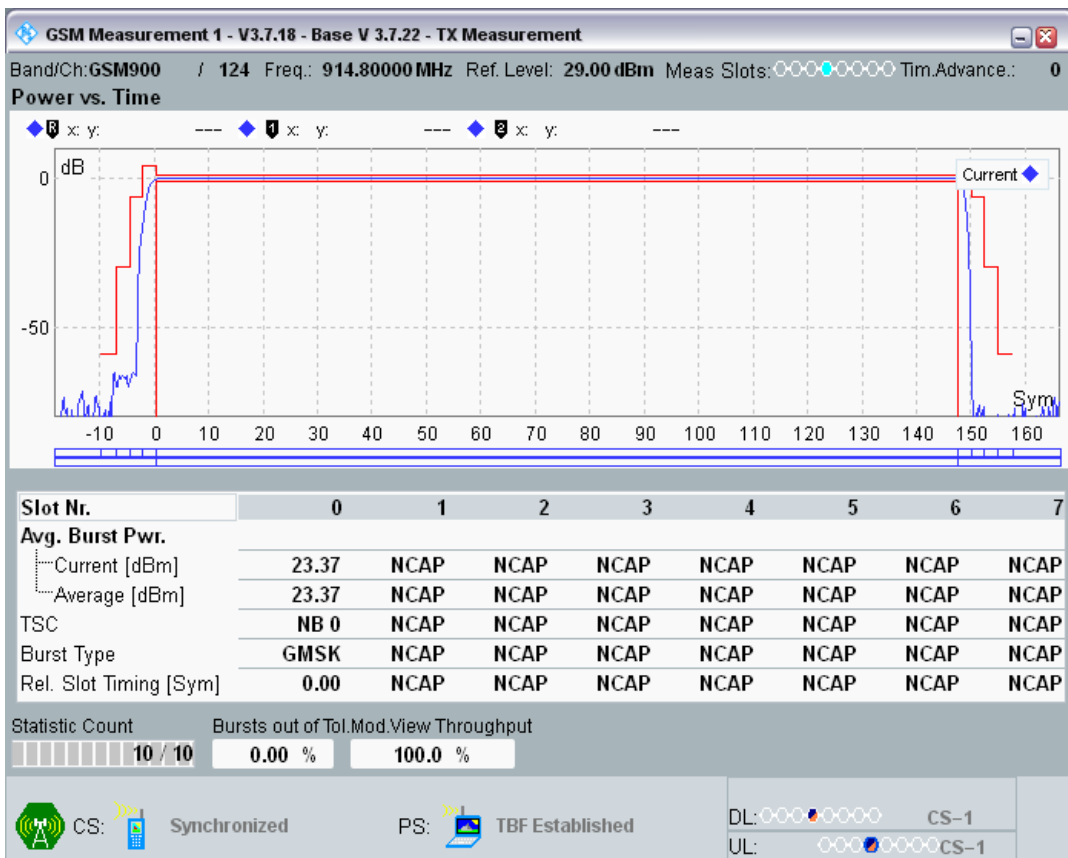 GSM Measurement 1 - V3.7.18 - Base V 3.7.22 - TX Measurement
Band/Ch:GSM900 / 124 Freq.: 914.80000 MHz Ref. Level: 29.00 dBm Meas Slots: Tim.Advance.: 0
Power vs. Time
R x: y: --- 1 x: y: --- 2 x: y: ---
dB
0
Current
-50
Sym
-10 0 10 20 30 40 50 60 70 80 90 100 110 120 130 140 150 160
Slot Nr. 0 1 2 3 4 5 6 7
Avg. Burst Pwr.
Current [dBm] 23.37 NCAP NCAP NCAP NCAP NCAP NCAP NCAP
Average [dBm] 23.37 NCAP NCAP NCAP NCAP NCAP NCAP NCAP
TSC NB 0 NCAP NCAP NCAP NCAP NCAP NCAP NCAP
Burst Type GMSK NCAP NCAP NCAP NCAP NCAP NCAP NCAP
Rel. Slot Timing [Sym] 0.00 NCAP NCAP NCAP NCAP NCAP NCAP NCAP
Statistic Count Bursts out of Tol.Mod.View Throughput
10 / 10 0.00 % 100.0 %
CS: Synchronized PS: TBF Established
DL: CS-1
UL: CS-1